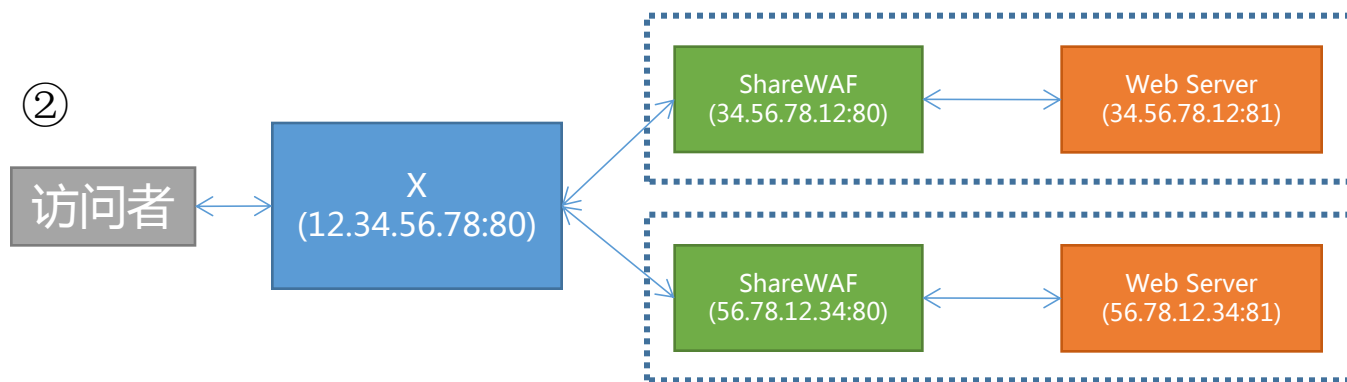 ②
访问者
X
(12.34.56.78:80)
ShareWAF
(34.56.78.12:80)
Web Server
(34.56.78.12:81)
ShareWAF
(56.78.12.34:80)
Web Server
(56.78.12.34:81)